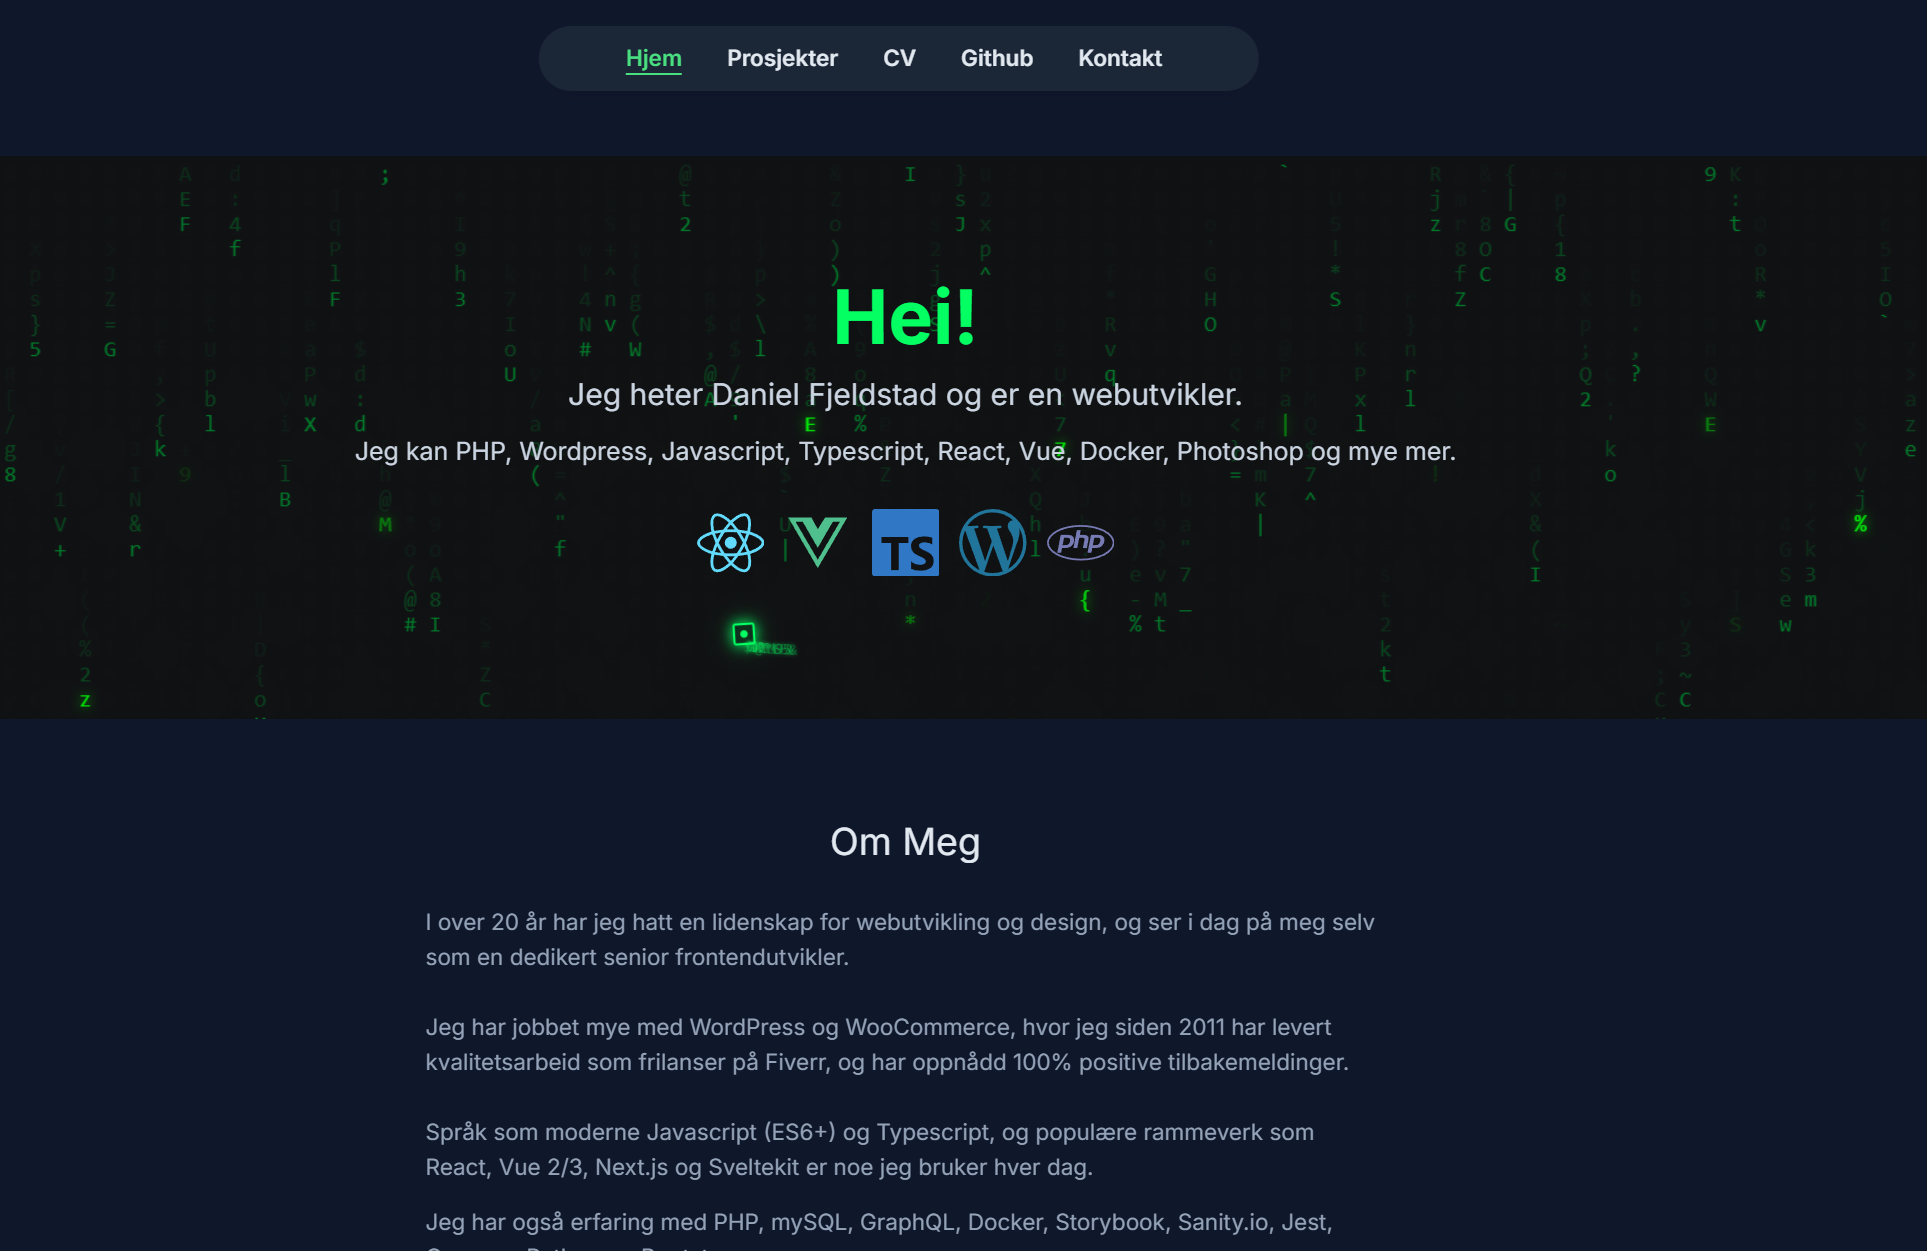 Hjem Prosjekter CV Github Kontakt
Hei!
Jeg heter Daniel Fjeldstad og er en webutvikler.
Jeg kan PHP, Wordpress, Javascript, Typescript, React, Vue, Docker, Photoshop og mye mer.
TS W php
Om Meg
I over 20 år har jeg hatt en lidenskap for webutvikling og design, og ser i dag på meg selv
som en dedikert senior frontendutvikler.
Jeg har jobbet mye med WordPress og WooCommerce, hvor jeg siden 2011 har levert
kvalitetsarbeid som frilanser på Fiverr, og har oppnådd 100% positive tilbakemeldinger.
Språk som moderne Javascript (ES6+) og Typescript, og populære rammeverk som
React, Vue 2/3, Next.js og Sveltekit er noe jeg bruker hver dag.
Jeg har også erfaring med PHP, mySQL, GraphQL, Docker, Storybook, Sanity.io, Jest,